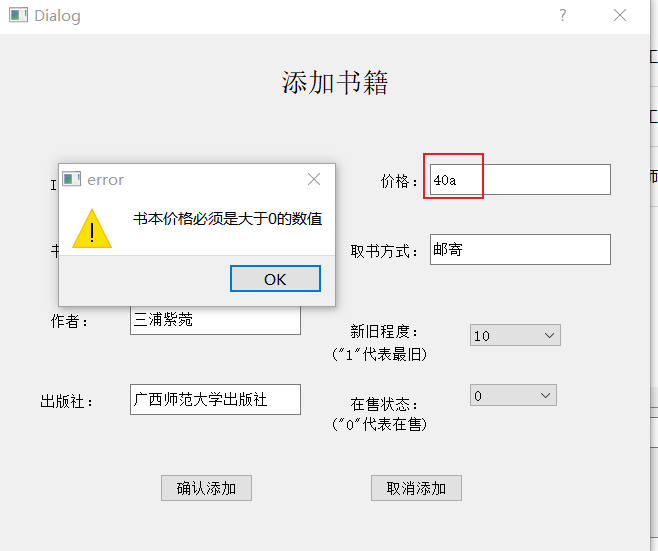 Dialog
添加书籍
error
价格：
40a
书本价格必须是大于0的数值
取书方式：
邮寄
OK
作者：
三浦紫菀
新旧程度：
("1"代表最旧)
10
出版社：
广西师范大学出版社
在售状态：
("0"代表在售)
0
确认添加
取消添加